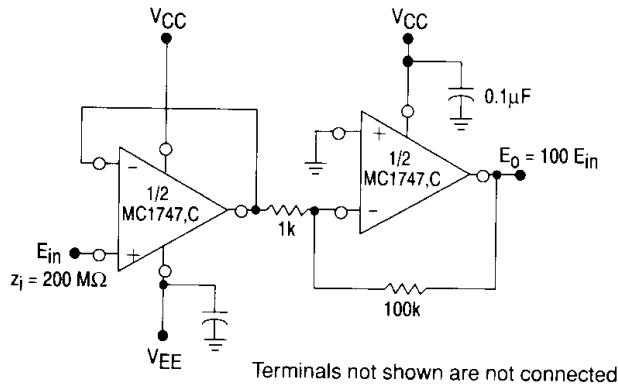 VCC
VCC
0.1µF
−
1/2
MC1747,C
+
Ein
zi = 200 MΩ
VEE
1k
+
1/2
MC1747,C
−
Eo = 100 Ein
100k
Terminals not shown are not connected